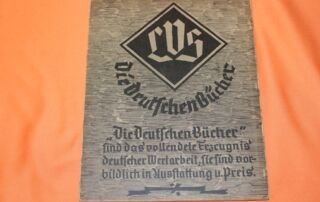 LVS
Die Deutschen Bücher
„Die Deutschen Bücher"
sind das vollendete Erzeugnis
deutscher Wertarbeit, sie sind vor-
bildlich in Ausstattung u. Preis.